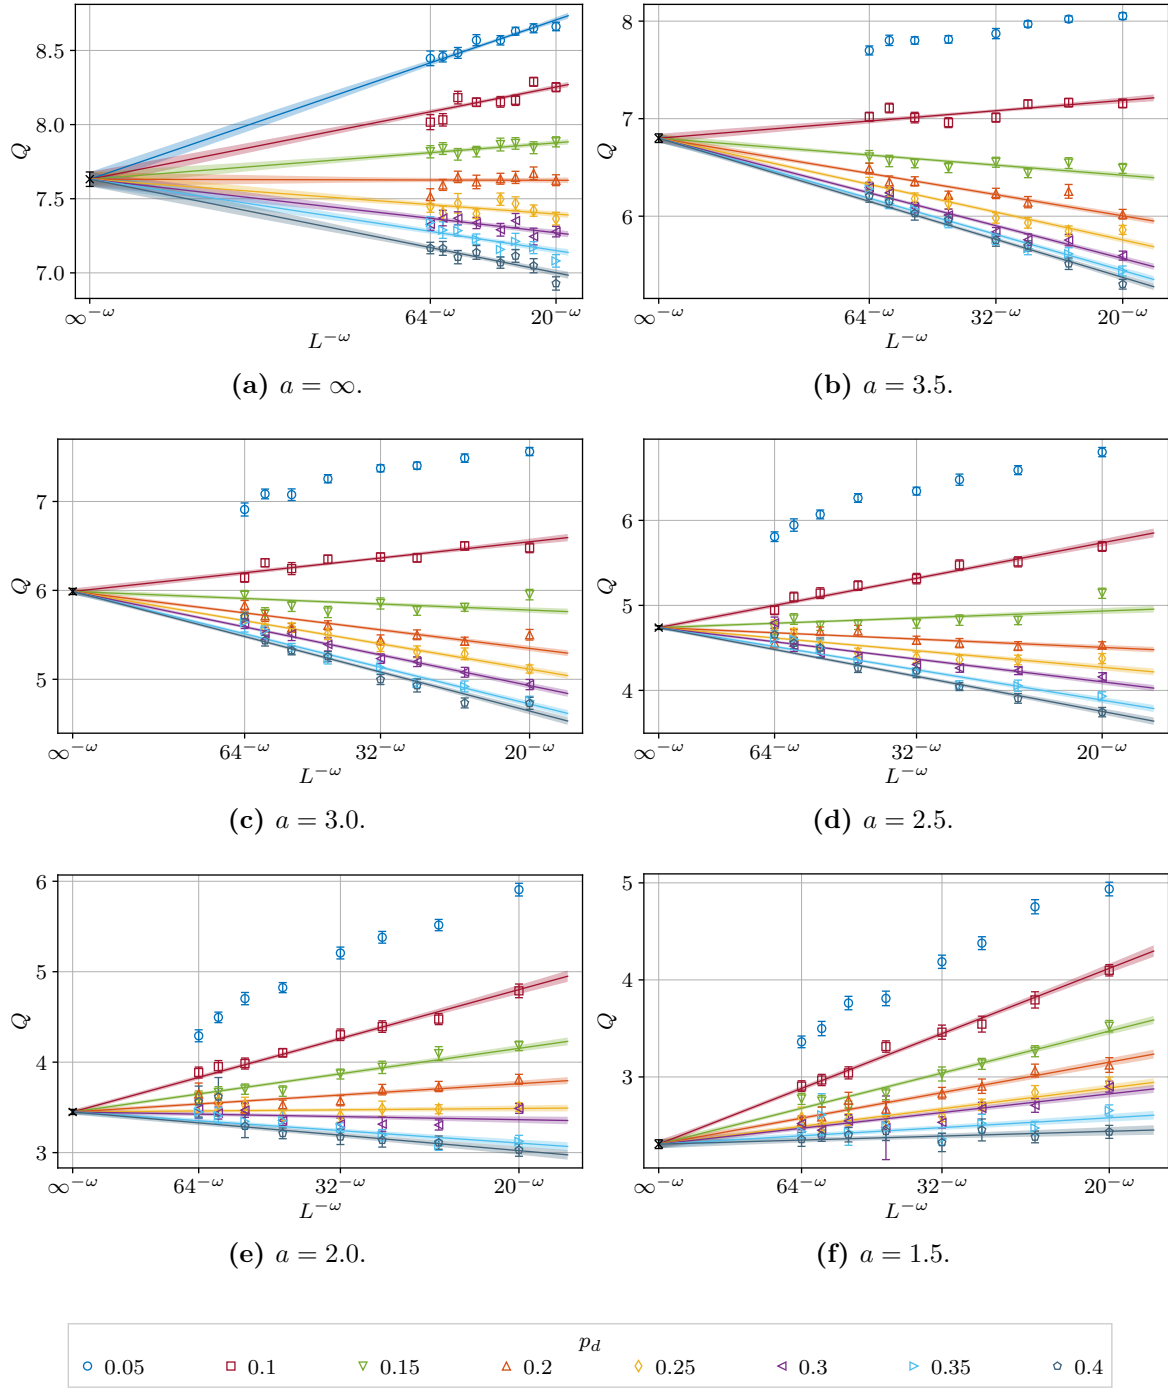 8.5
8.0
7.5
7.0
Q
∞^{−ω}
64^{−ω}
20^{−ω}
L^{−ω}
(a) a = ∞.
8
7
6
Q
∞^{−ω}
64^{−ω}
32^{−ω}
20^{−ω}
L^{−ω}
(b) a = 3.5.
7
6
5
Q
∞^{−ω}
64^{−ω}
32^{−ω}
20^{−ω}
L^{−ω}
(c) a = 3.0.
6
5
4
Q
∞^{−ω}
64^{−ω}
32^{−ω}
20^{−ω}
L^{−ω}
(d) a = 2.5.
6
5
4
3
Q
∞^{−ω}
64^{−ω}
32^{−ω}
20^{−ω}
L^{−ω}
(e) a = 2.0.
5
4
3
Q
∞^{−ω}
64^{−ω}
32^{−ω}
20^{−ω}
L^{−ω}
(f) a = 1.5.
p_d
0.05 0.1 0.15 0.2 0.25 0.3 0.35 0.4